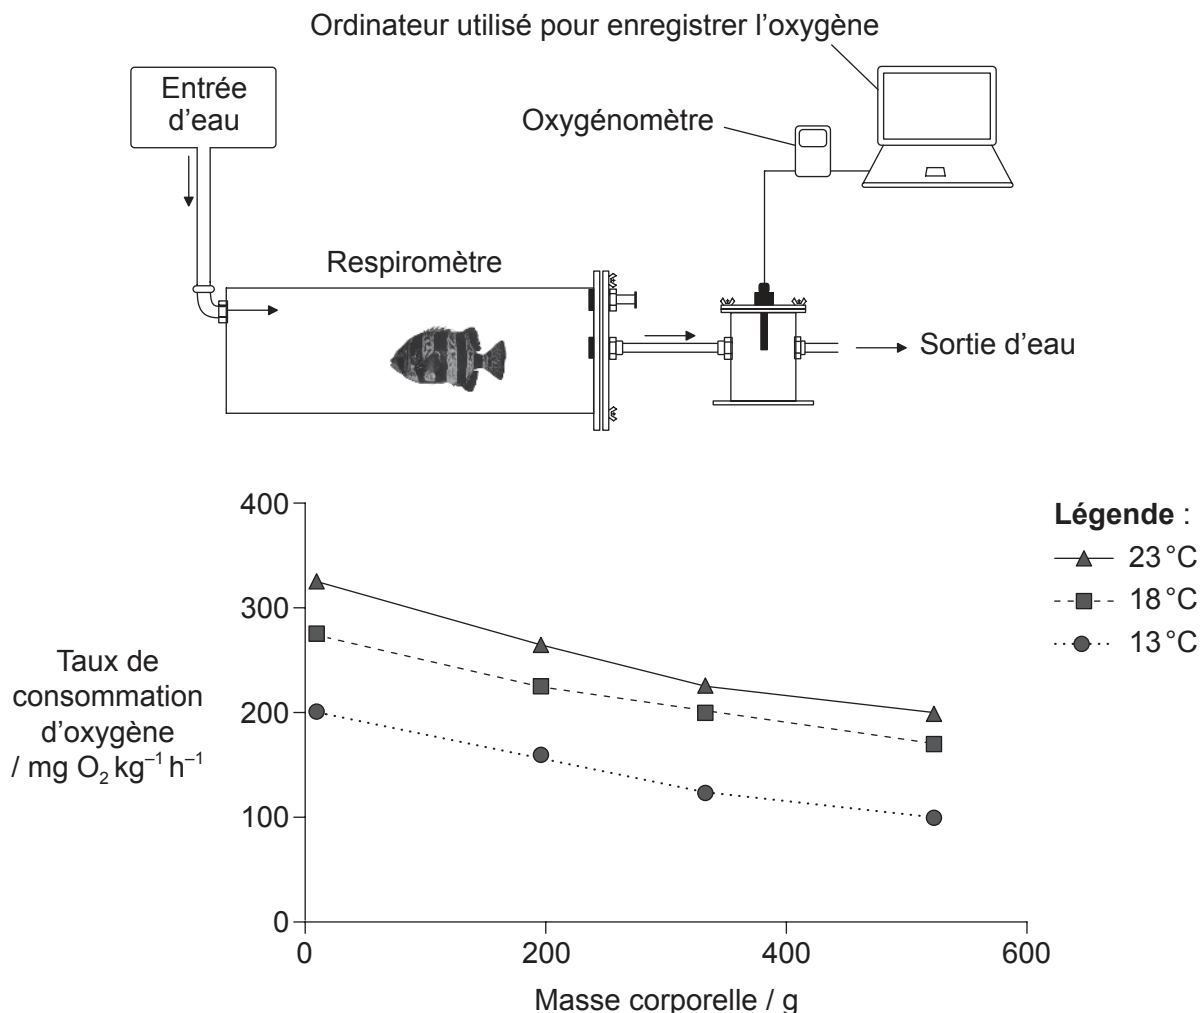 Ordinateur utilisé pour enregistrer l'oxygène
Entrée
d'eau
Oxygénomètre
Respiromètre
Sortie d'eau
400
300
200
100
0
Taux de
consommation
d'oxygène
/ mg O₂ kg⁻¹ h⁻¹
0
200
400
600
Masse corporelle / g
Légende :
23 °C
18 °C
13 °C